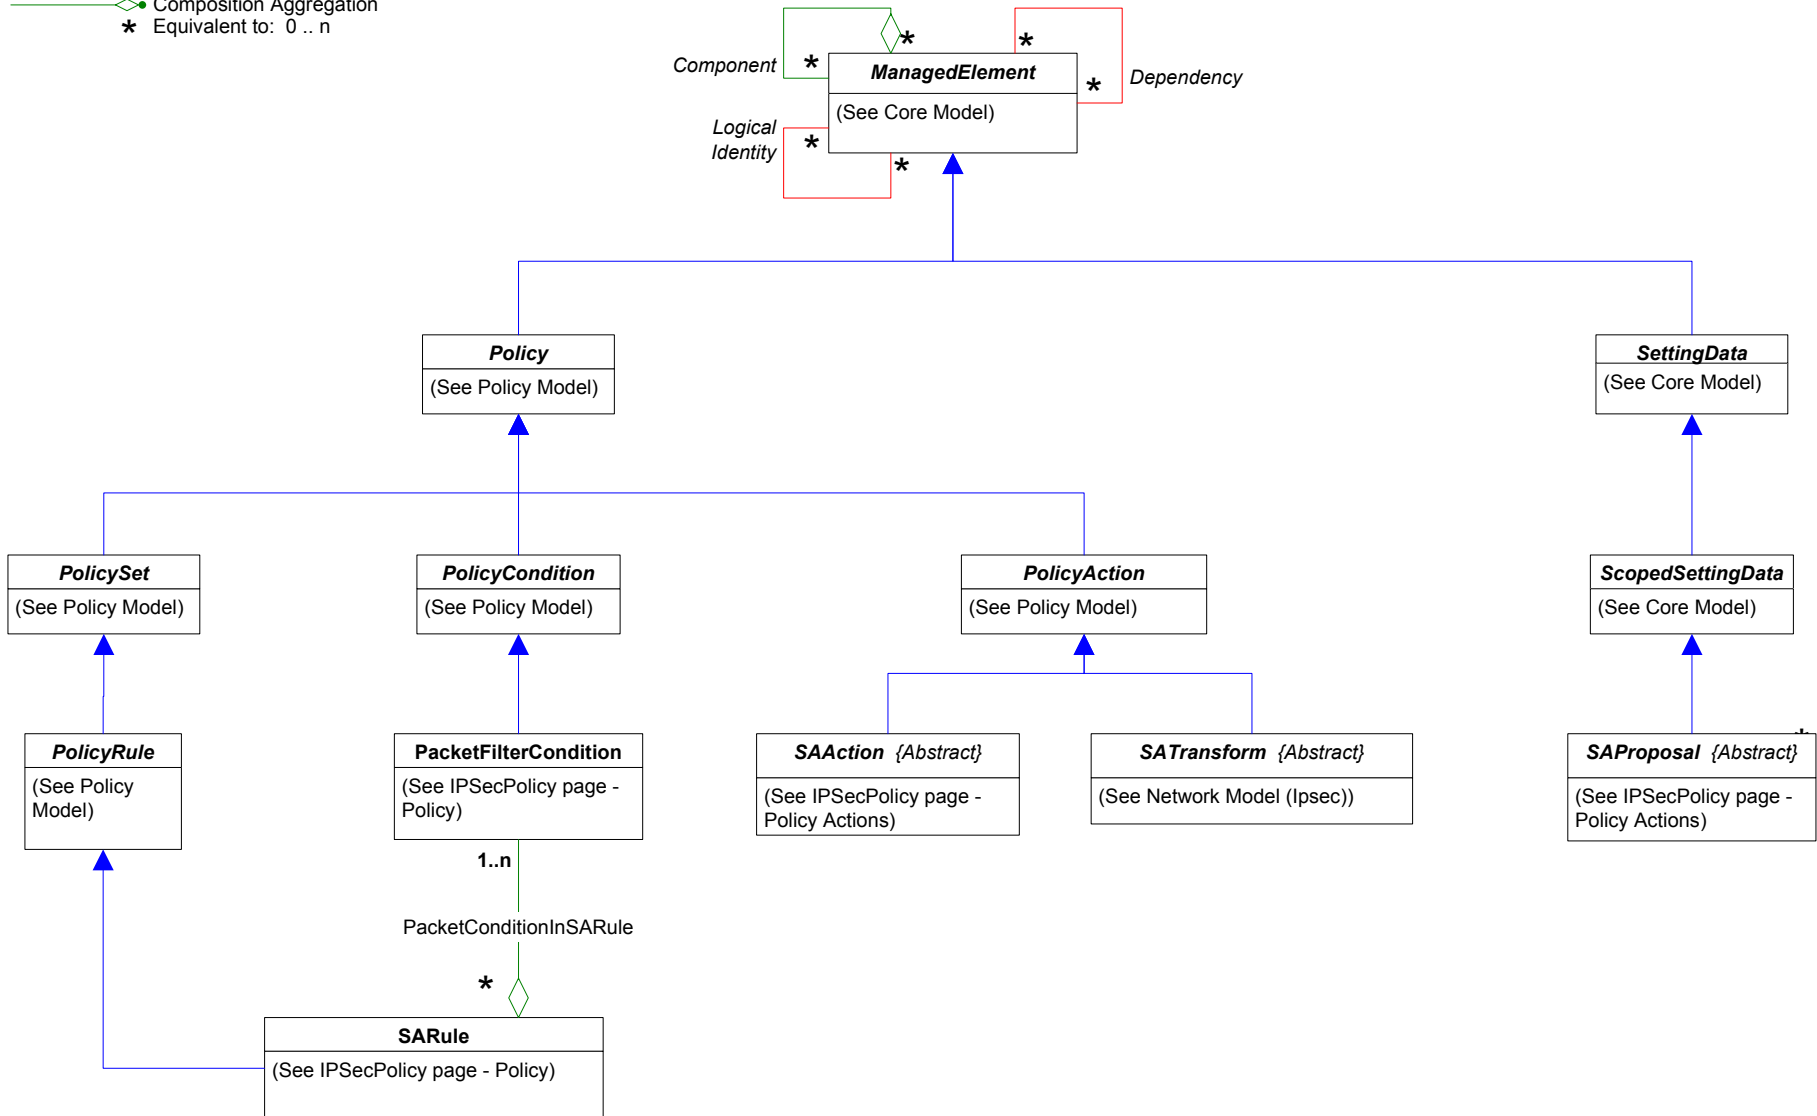 Composition Aggregation
* Equivalent to: 0 .. n
Component
*
*
ManagedElement
(See Core Model)
*
*
Dependency
Logical
Identity
*
*
Policy
(See Policy Model)
SettingData
(See Core Model)
PolicySet
(See Policy Model)
PolicyCondition
(See Policy Model)
PolicyAction
(See Policy Model)
ScopedSettingData
(See Core Model)
PolicyRule
(See Policy
Model)
PacketFilterCondition
(See IPSecPolicy page -
Policy)
SAAction {Abstract}
(See IPSecPolicy page -
Policy Actions)
SATransform {Abstract}
(See Network Model (Ipsec))
*
SAProposal {Abstract}
(See IPSecPolicy page -
Policy Actions)
1..n
PacketConditionInSARule
*
SARule
(See IPSecPolicy page - Policy)